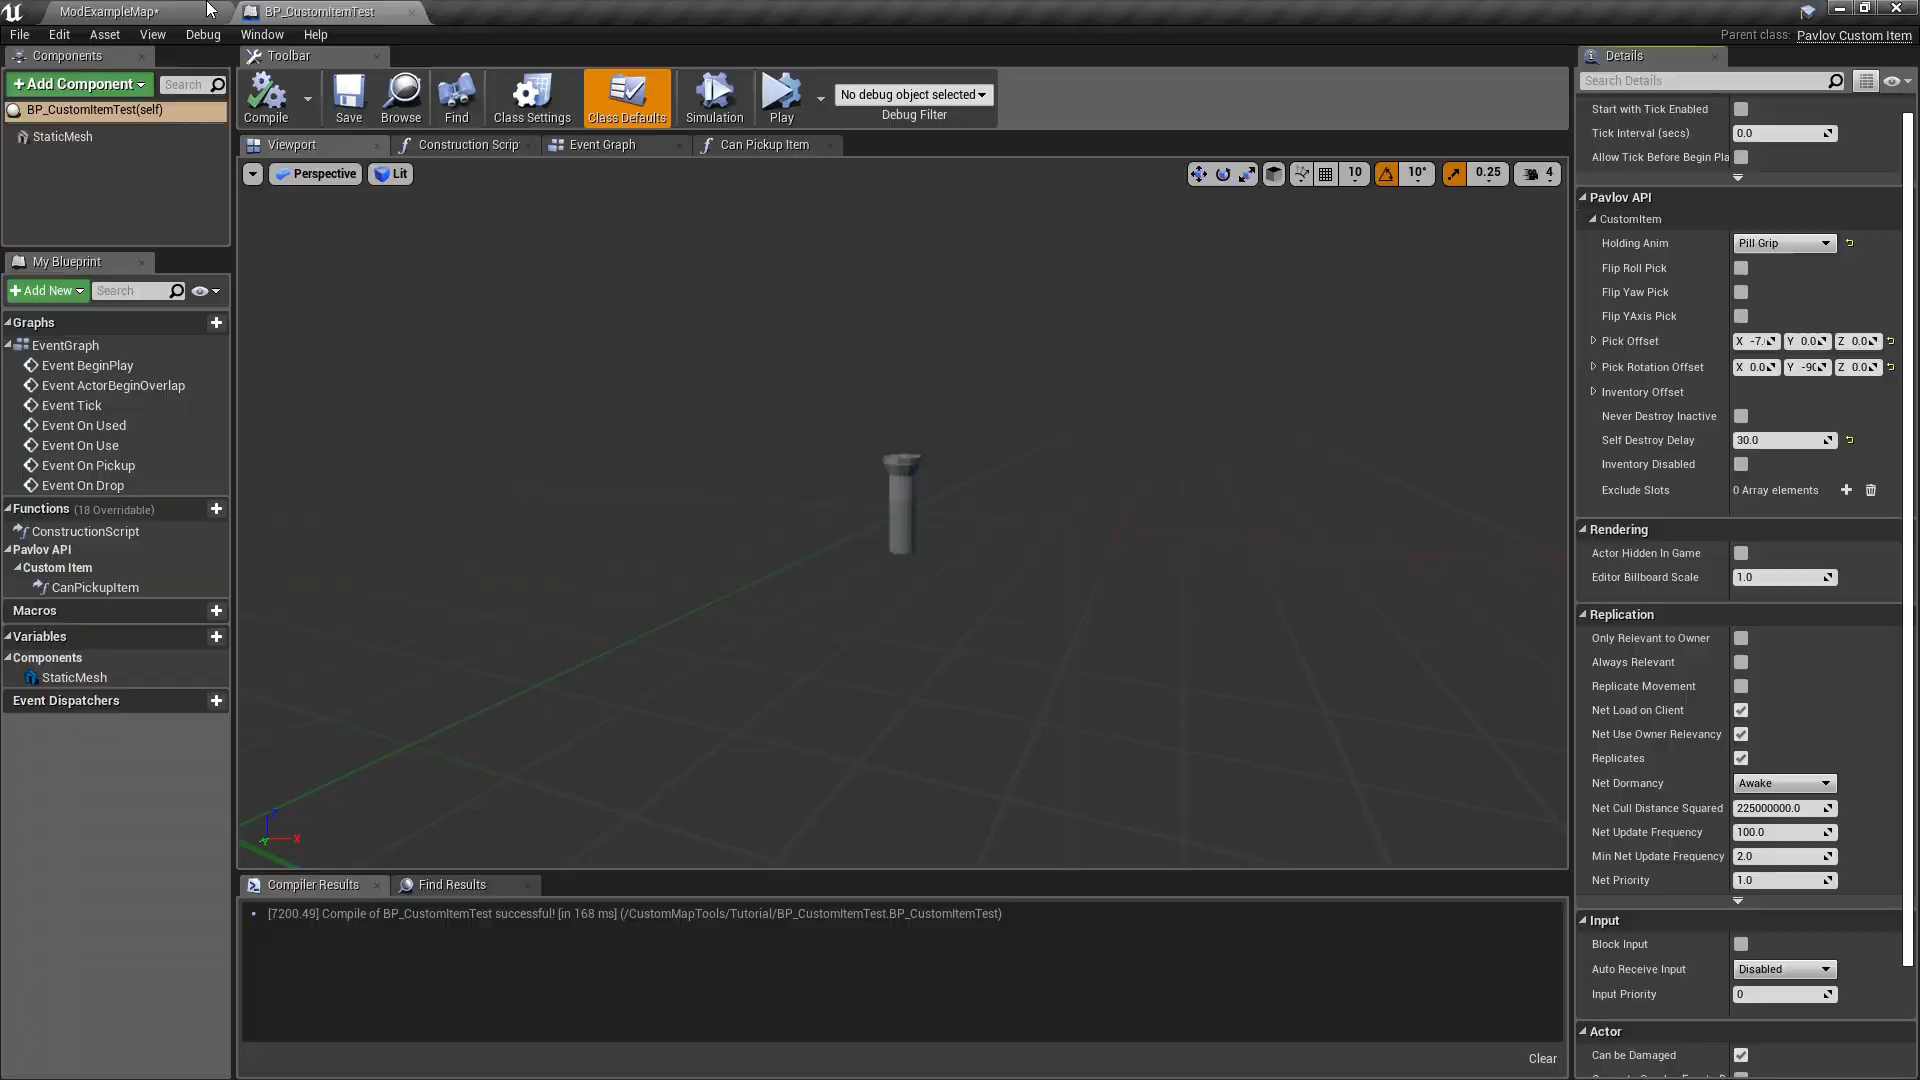 ModExampleMap*
BP_CustomItemTest
File Edit Asset View Debug Window Help
Parent class: Pavlov Custom Item
Components
+ Add Component
Search
BP_CustomItemTest(self)
StaticMesh
Toolbar
Compile
Save
Browse
Find
Class Settings
Class Defaults
Simulation
Play
No debug object selected
Debug Filter
Viewport
Construction Scrip
Event Graph
Can Pickup Item
Perspective
Lit
10
10°
0.25
4
My Blueprint
+ Add New
Search
Graphs
EventGraph
Event BeginPlay
Event ActorBeginOverlap
Event Tick
Event On Used
Event On Use
Event On Pickup
Event On Drop
Functions (18 Overridable)
ConstructionScript
Pavlov API
Custom Item
CanPickupItem
Macros
Variables
Components
StaticMesh
Event Dispatchers
Z
X
Y
Compiler Results
Find Results
[7200.49] Compile of BP_CustomItemTest successful! [in 168 ms] (/CustomMapTools/Tutorial/BP_CustomItemTest.BP_CustomItemTest)
Clear
Details
Search Details
Start with Tick Enabled
Tick Interval (secs) 0.0
Allow Tick Before Begin Pla
Pavlov API
CustomItem
Holding Anim Pill Grip
Flip Roll Pick
Flip Yaw Pick
Flip YAxis Pick
Pick Offset X -7. Y 0.0 Z 0.0
Pick Rotation Offset X 0.0 Y -90 Z 0.0
Inventory Offset
Never Destroy Inactive
Self Destroy Delay 30.0
Inventory Disabled
Exclude Slots 0 Array elements
Rendering
Actor Hidden In Game
Editor Billboard Scale 1.0
Replication
Only Relevant to Owner
Always Relevant
Replicate Movement
Net Load on Client
Net Use Owner Relevancy
Replicates
Net Dormancy Awake
Net Cull Distance Squared 225000000.0
Net Update Frequency 100.0
Min Net Update Frequency 2.0
Net Priority 1.0
Input
Block Input
Auto Receive Input Disabled
Input Priority 0
Actor
Can be Damaged